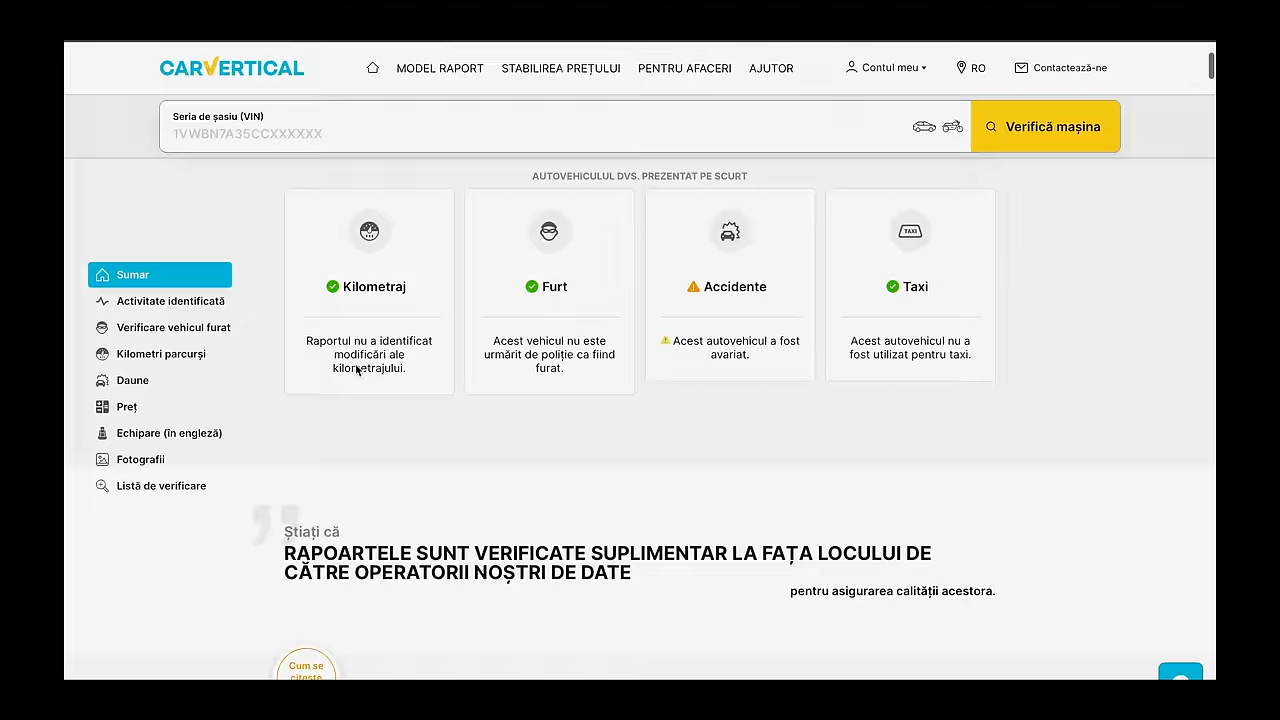 CARVERTICAL
MODEL RAPORT
STABILIREA PREȚULUI
PENTRU AFACERI
AJUTOR
Contul meu
RO
Contactează-ne
Seria de șasiu (VIN)
1VWBN7A35CCXXXXXX
Verifică mașina
AUTOVEHICULUL DVS. PREZENTAT PE SCURT
Sumar
Activitate identificată
Verificare vehicul furat
Kilometri parcurși
Daune
Preț
Echipare (în engleză)
Fotografii
Listă de verificare
Kilometraj
Raportul nu a identificat
modificări ale
kilometrajului.
Furt
Acest vehicul nu este
urmărit de poliție ca fiind
furat.
Accidente
Acest autovehicul a fost
avariat.
TAXI
Taxi
Acest autovehicul nu a
fost utilizat pentru taxi.
Știați că
RAPOARTELE SUNT VERIFICATE SUPLIMENTAR LA FAȚA LOCULUI DE
CĂTRE OPERATORII NOȘTRI DE DATE
pentru asigurarea calității acestora.
Cum se
citește